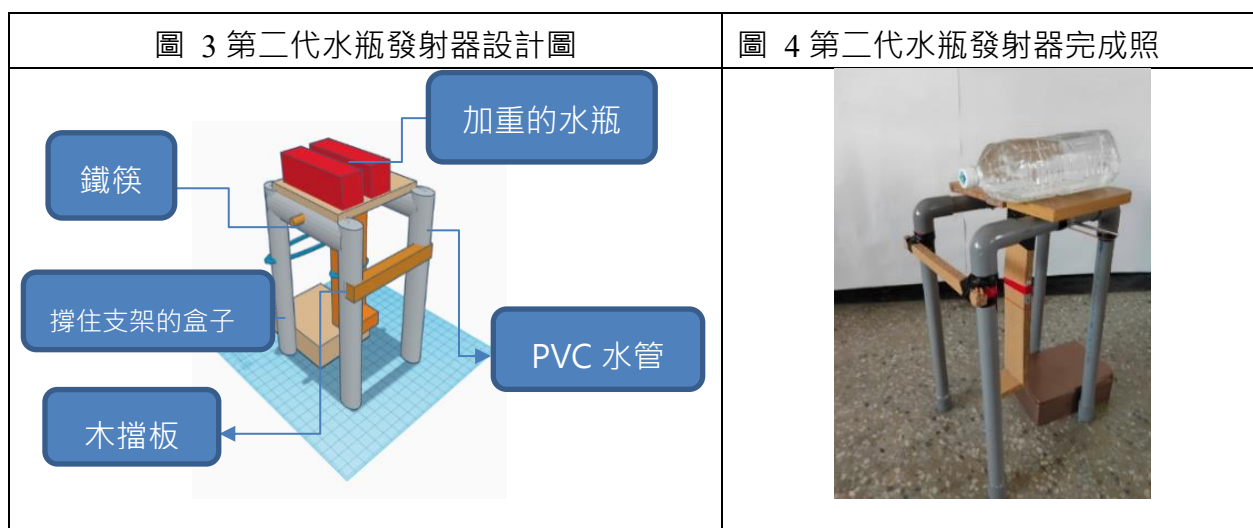 圖 3 第二代水瓶發射器設計圖
圖 4 第二代水瓶發射器完成照
加重的水瓶
鐵筷
撐住支架的盒子
PVC 水管
木擋板